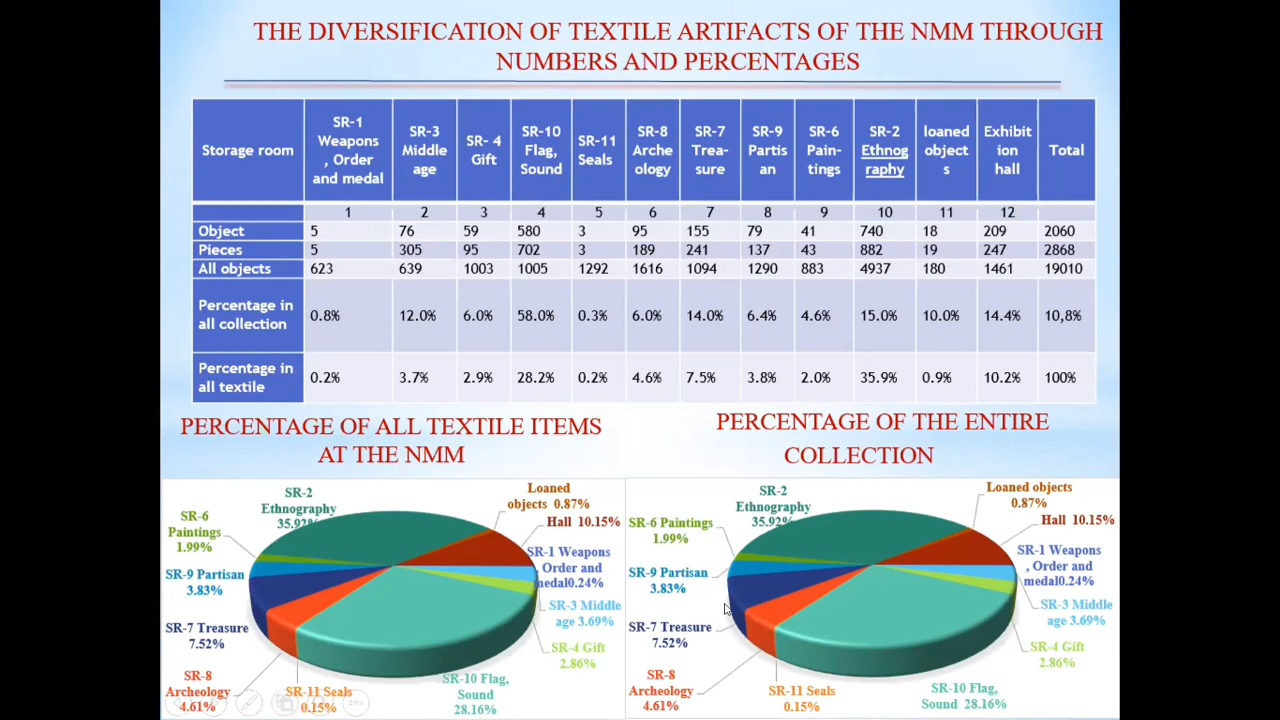 THE DIVERSIFICATION OF TEXTILE ARTIFACTS OF THE NMM THROUGH
NUMBERS AND PERCENTAGES
Storage room
SR-1
Weapons
, Order
and medal
SR-3
Middle
age
SR- 4
Gift
SR-10
Flag,
Sound
SR-11
Seals
SR-8
Arche
ology
SR-7
Trea-
sure
SR-9
Partis
an
SR-6
Pain-
tings
SR-2
Ethnog
raphy
loaned
object
s
Exhibit
ion
hall
Total
1 2 3 4 5 6 7 8 9 10 11 12
Object 5 76 59 580 3 95 155 79 41 740 18 209 2060
Pieces 5 305 95 702 3 189 241 137 43 882 19 247 2868
All objects 623 639 1003 1005 1292 1616 1094 1290 883 4937 180 1461 19010
Percentage in
all collection
0.8% 12.0% 6.0% 58.0% 0.3% 6.0% 14.0% 6.4% 4.6% 15.0% 10.0% 14.4% 10,8%
Percentage in
all textile
0.2% 3.7% 2.9% 28.2% 0.2% 4.6% 7.5% 3.8% 2.0% 35.9% 0.9% 10.2% 100%
PERCENTAGE OF ALL TEXTILE ITEMS
AT THE NMM
SR-2
Ethnography
35.92%
Loaned
objects 0.87%
Hall 10.15%
SR-1 Weapons
, Order and
medal0.24%
SR-3 Middle
age 3.69%
SR-4 Gift
2.86%
SR-10 Flag,
Sound
28.16%
SR-11 Seals
0.15%
SR-8
Archeology
4.61%
SR-7 Treasure
7.52%
SR-9 Partisan
3.83%
SR-6
Paintings
1.99%
PERCENTAGE OF THE ENTIRE
COLLECTION
SR-2
Ethnography
35.92%
Loaned objects
0.87%
Hall 10.15%
SR-1 Weapons
, Order and
medal0.24%
SR-3 Middle
age 3.69%
SR-4 Gift
2.86%
SR-10 Flag,
Sound 28.16%
SR-11 Seals
0.15%
SR-8
Archeology
4.61%
SR-7 Treasure
7.52%
SR-9 Partisan
3.83%
SR-6 Paintings
1.99%